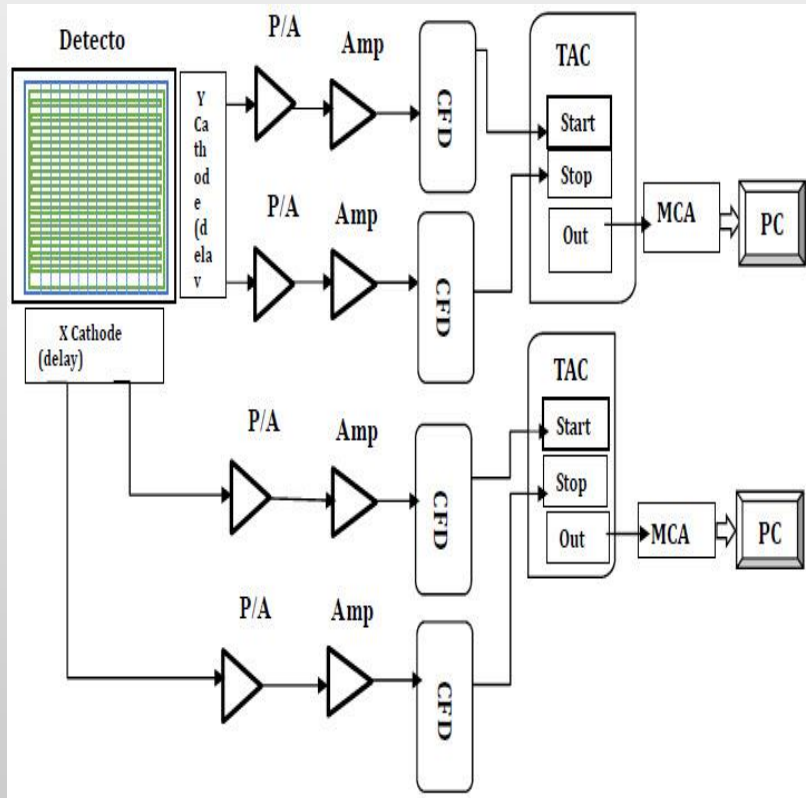 Detecto
P/A
Amp
CFD
TAC
Start
Stop
Out
MCA
PC
Y
Ca
th
od
e
(d
elav
P/A
Amp
CFD
X Cathode
(delay)
P/A
Amp
CFD
TAC
Start
Stop
Out
MCA
PC
P/A
Amp
CFD